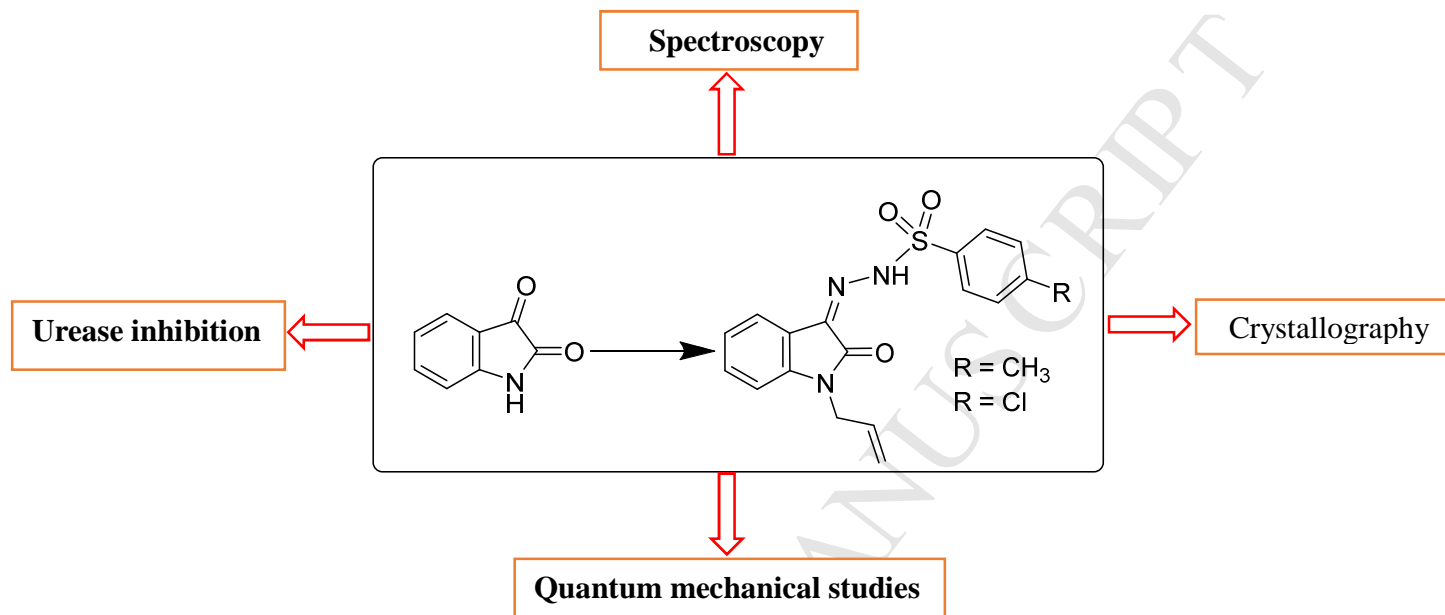 Spectroscopy
Urease inhibition
Crystallography
Quantum mechanical studies
O
O
N
H
O O
S
NH
N
R
O
N
R = CH₃
R = Cl
ANUSCRIPT